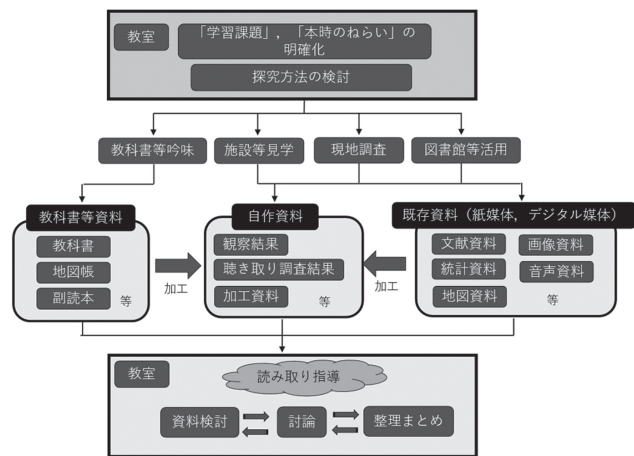 教室
「学習課題」，「本時のねらい」の
明確化
探究方法の検討
教科書等吟味
施設等見学
現地調査
図書館等活用
教科書等資料
教科書
地図帳
副読本
等
加工
自作資料
観察結果
聴き取り調査結果
加工資料
等
加工
既存資料（紙媒体，デジタル媒体）
文献資料
画像資料
統計資料
音声資料
地図資料
等
教室
読み取り指導
資料検討
討論
整理まとめ